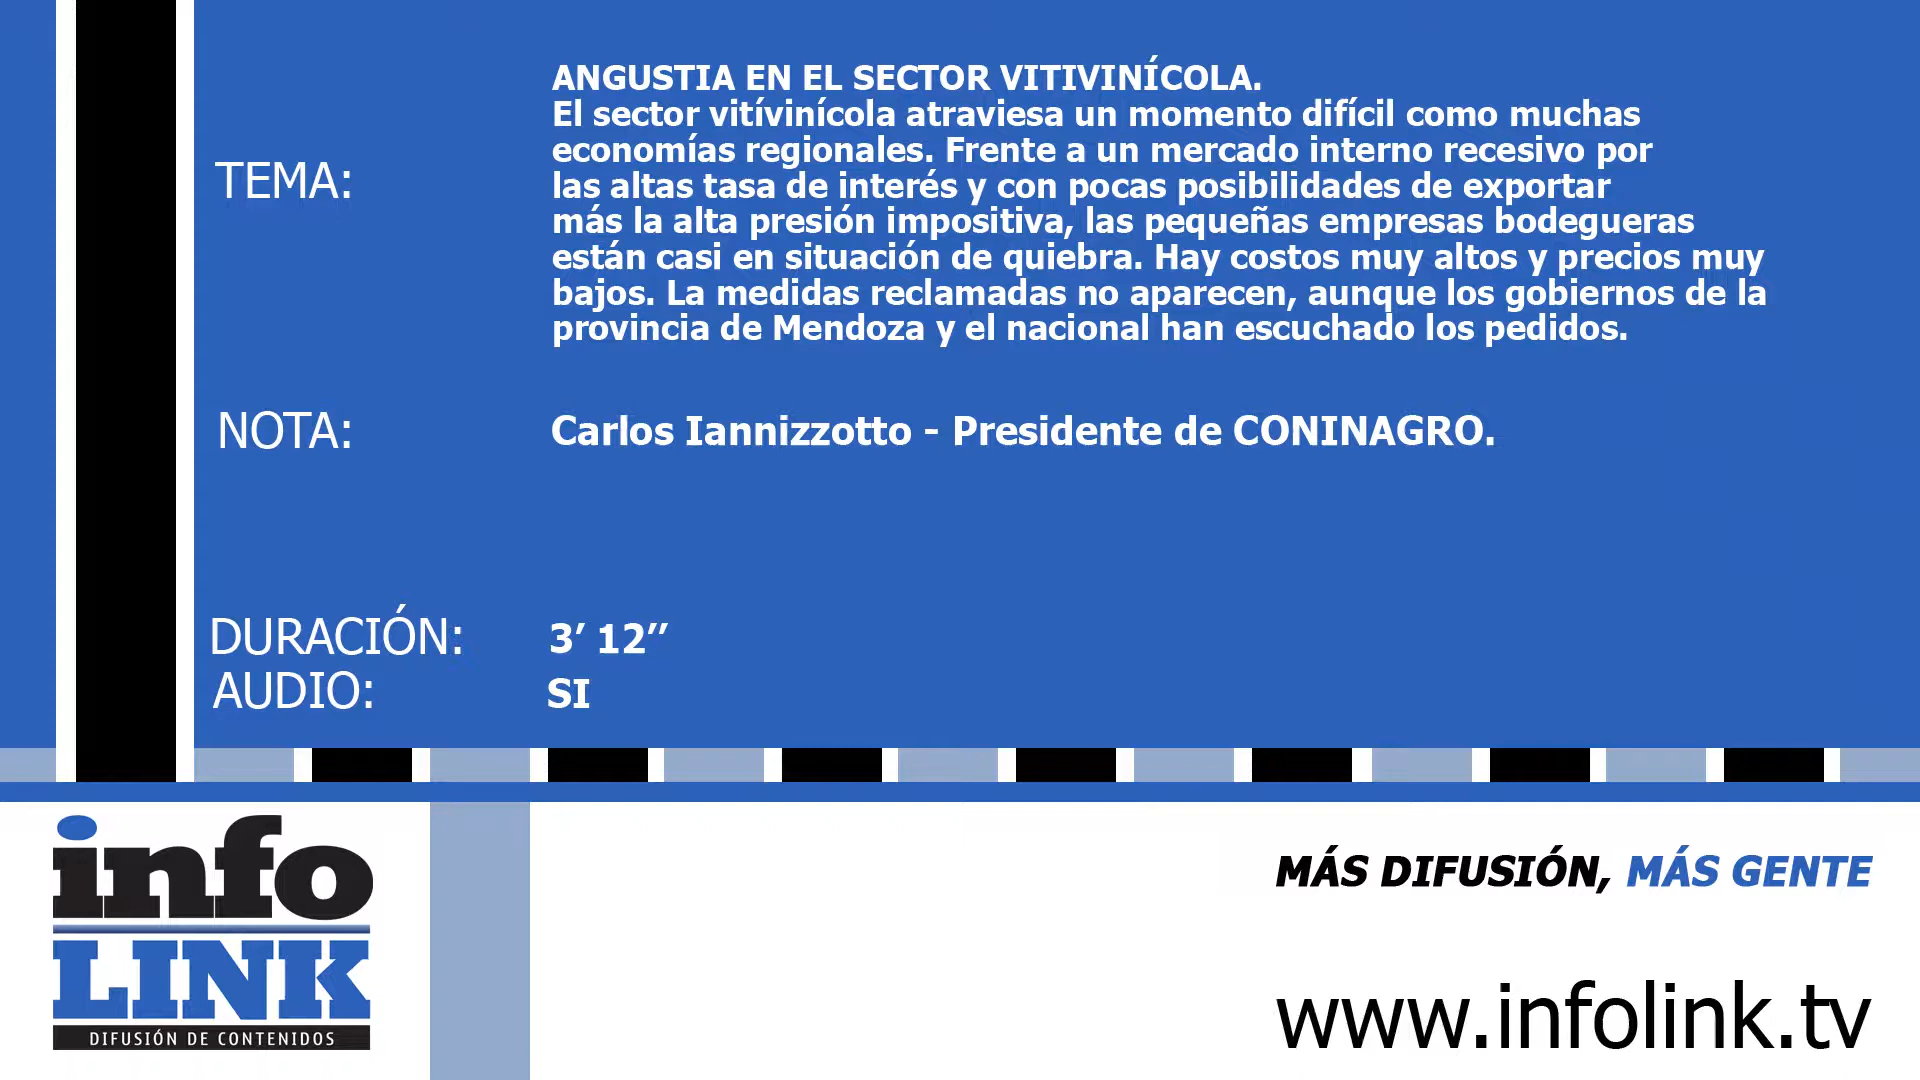 TEMA:
ANGUSTIA EN EL SECTOR VITIVINÍCOLA.
El sector vitívinícola atraviesa un momento difícil como muchas
economías regionales. Frente a un mercado interno recesivo por
las altas tasa de interés y con pocas posibilidades de exportar
más la alta presión impositiva, las pequeñas empresas bodegueras
están casi en situación de quiebra. Hay costos muy altos y precios muy
bajos. La medidas reclamadas no aparecen, aunque los gobiernos de la
provincia de Mendoza y el nacional han escuchado los pedidos.
NOTA:
Carlos Iannizzotto - Presidente de CONINAGRO.
DURACIÓN:
3’ 12’’
AUDIO:
SI
info
LINK
DIFUSIÓN DE CONTENIDOS
MÁS DIFUSIÓN, MÁS GENTE
www.infolink.tv